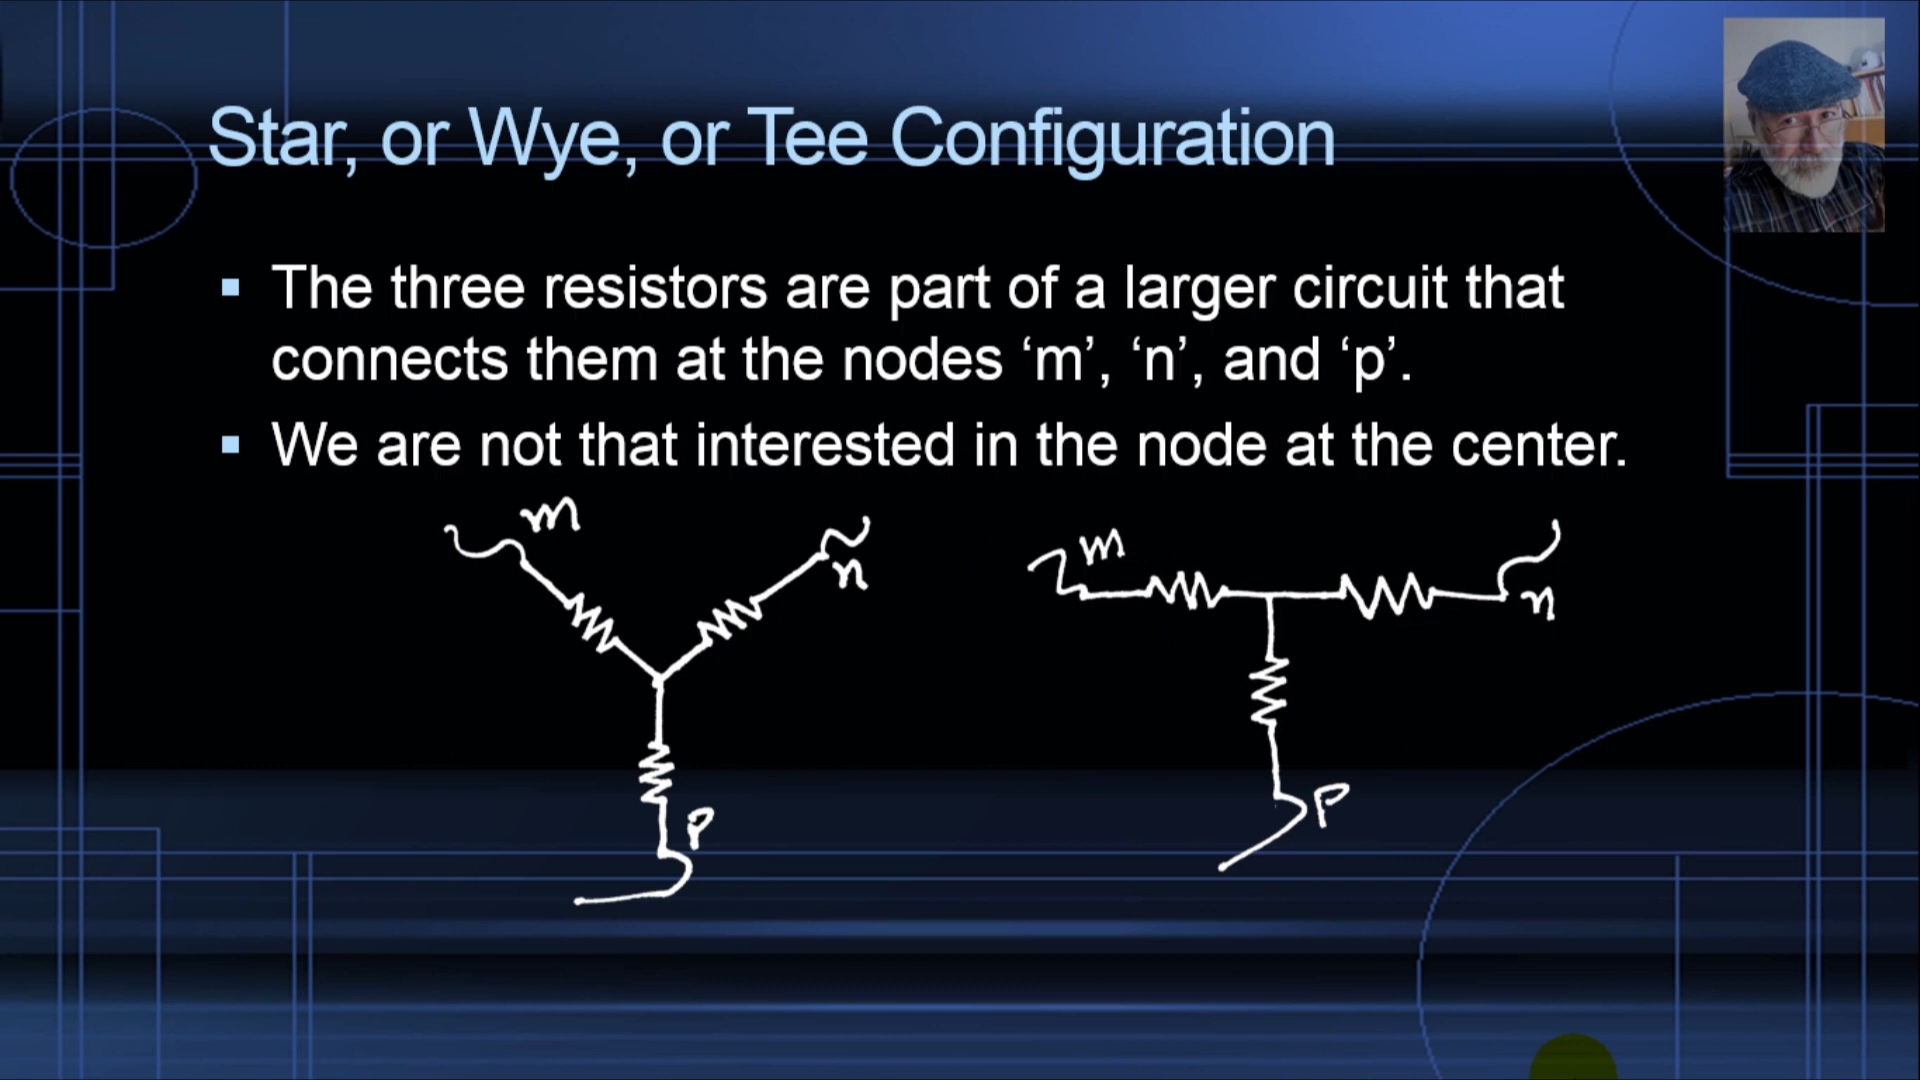 Star, or Wye, or Tee Configuration
The three resistors are part of a larger circuit that
connects them at the nodes ‘m’, ‘n’, and ‘p’.
We are not that interested in the node at the center.
m
n
p
m
n
p